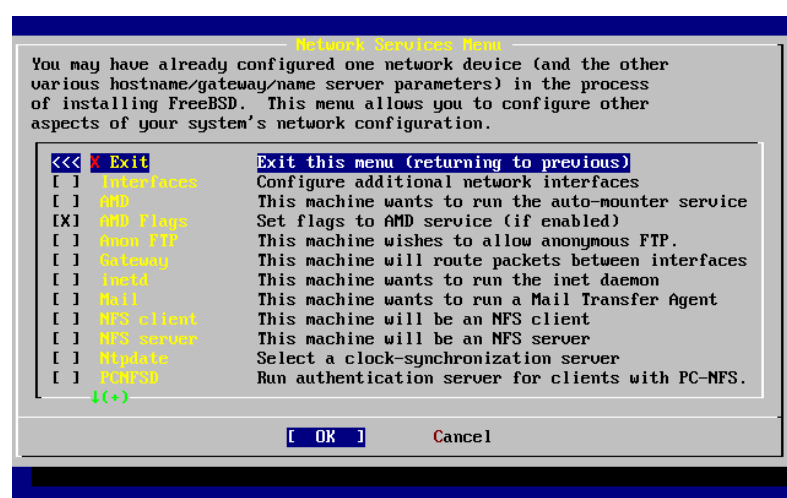 Network Services Menu
You may have already configured one network device (and the other
various hostname/gateway/name server parameters) in the process
of installing FreeBSD.  This menu allows you to configure other
aspects of your system's network configuration.
<<< X Exit Exit this menu (returning to previous)
[ ] Interfaces Configure additional network interfaces
[ ] AMD This machine wants to run the auto-mounter service
[X] AMD Flags Set flags to AMD service (if enabled)
[ ] Anon FTP This machine wishes to allow anonymous FTP.
[ ] Gateway This machine will route packets between interfaces
[ ] inetd This machine wants to run the inet daemon
[ ] Mail This machine wants to run a Mail Transfer Agent
[ ] NFS client This machine will be an NFS client
[ ] NFS server This machine will be an NFS server
[ ] Ntpdate Select a clock-synchronization server
[ ] PCNFSD Run authentication server for clients with PC-NFS.
↓(+)
[ OK ] Cancel